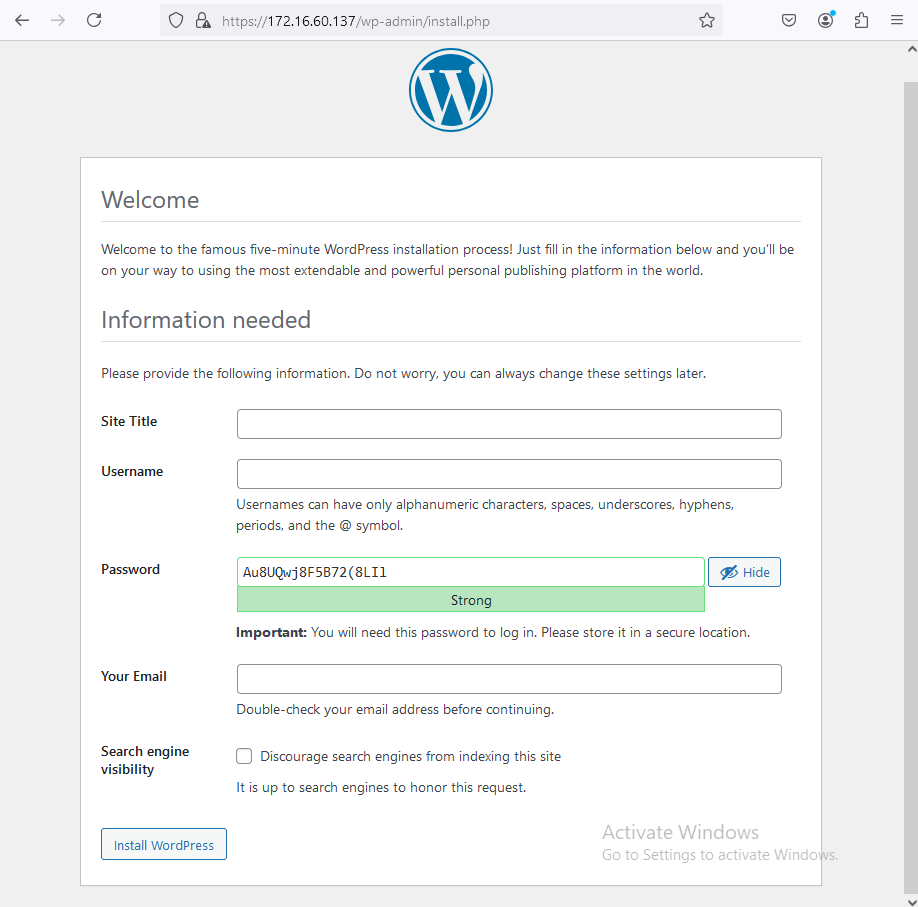 https://172.16.60.137/wp-admin/install.php
Welcome
Welcome to the famous five-minute WordPress installation process! Just fill in the information below and you'll be
on your way to using the most extendable and powerful personal publishing platform in the world.
Information needed
Please provide the following information. Do not worry, you can always change these settings later.
Site Title
Username
Usernames can have only alphanumeric characters, spaces, underscores, hyphens,
periods, and the @ symbol.
Password
Au8UQwj8F5B72(8LI1
Hide
Strong
Important: You will need this password to log in. Please store it in a secure location.
Your Email
Double-check your email address before continuing.
Search engine
visibility
Discourage search engines from indexing this site
It is up to search engines to honor this request.
Install WordPress
Activate Windows
Go to Settings to activate Windows.